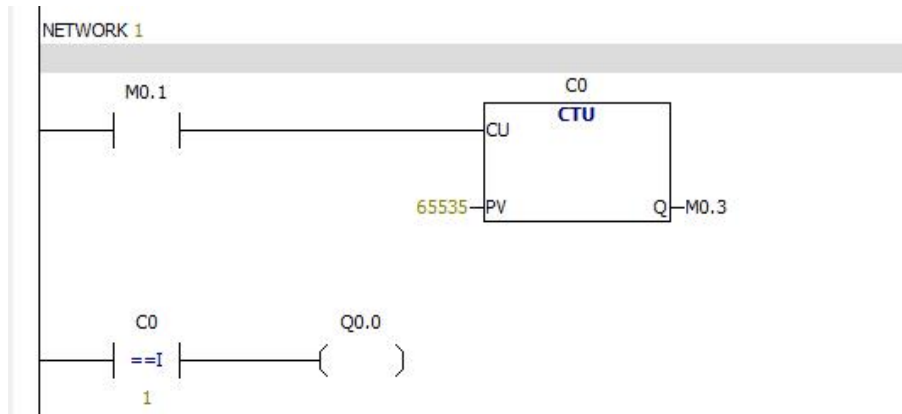 NETWORK 1
M0.1
C0
CTU
CU
65535 PV Q M0.3
C0 Q0.0
==I
1